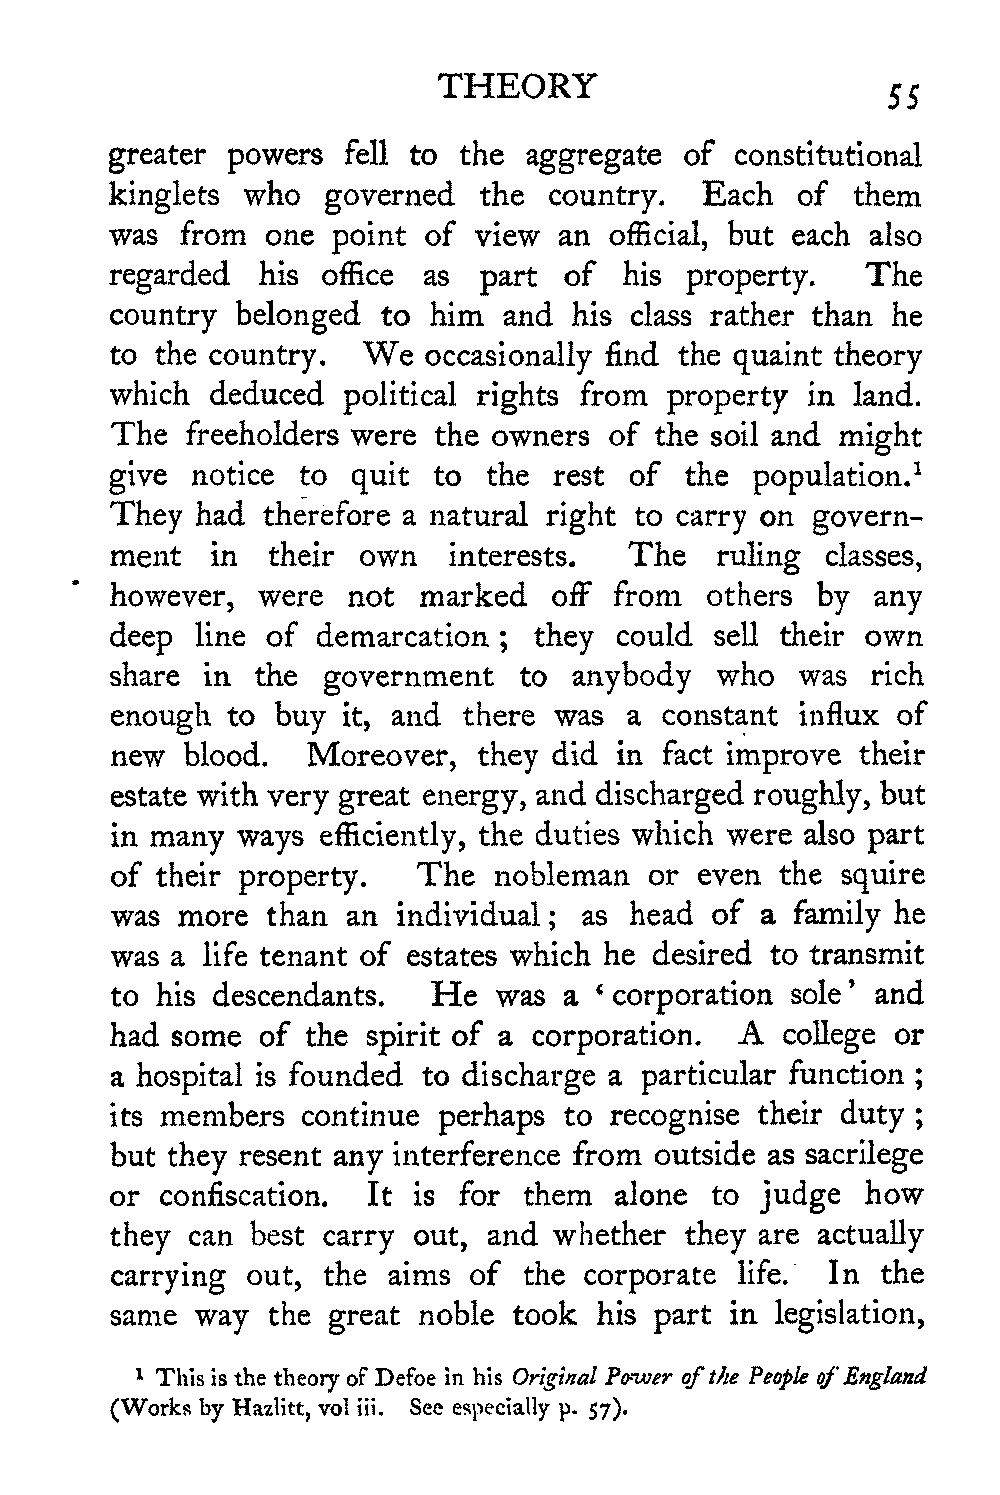 THEORY 55
greater powers fell to the aggregate of constitutional
kinglets who governed the country. Each of them
was from one point of view an official, but each also
regarded his office as part of his property. The
country belonged to him and his class rather than he
to the country. We occasionally find the quaint theory
which deduced political rights from property in land.
The freeholders were the owners of the soil and might
give notice to quit to the rest of the population.¹
They had therefore a natural right to carry on govern-
ment in their own interests. The ruling classes,
however, were not marked off from others by any
deep line of demarcation ; they could sell their own
share in the government to anybody who was rich
enough to buy it, and there was a constant influx of
new blood. Moreover, they did in fact improve their
estate with very great energy, and discharged roughly, but
in many ways efficiently, the duties which were also part
of their property. The nobleman or even the squire
was more than an individual ; as head of a family he
was a life tenant of estates which he desired to transmit
to his descendants. He was a ‘ corporation sole ’ and
had some of the spirit of a corporation. A college or
a hospital is founded to discharge a particular function ;
its members continue perhaps to recognise their duty ;
but they resent any interference from outside as sacrilege
or confiscation. It is for them alone to judge how
they can best carry out, and whether they are actually
carrying out, the aims of the corporate life. In the
same way the great noble took his part in legislation,
¹ This is the theory of Defoe in his Original Power of the People of England
(Works by Hazlitt, vol iii. See especially p. 57).